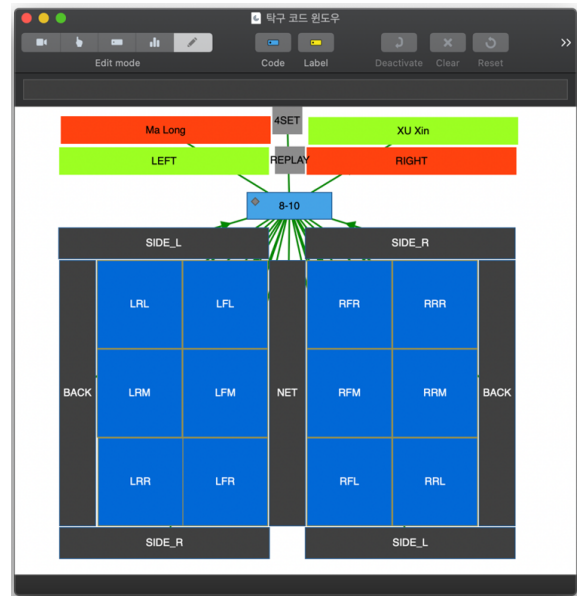 탁구 코드 윈도우
Edit mode
Code
Label
Deactivate
Clear
Reset
4SET
Ma Long
XU Xin
LEFT
REPLAY
RIGHT
8-10
SIDE_L
SIDE_R
LRL
LFL
RFR
RRR
BACK
LRM
LFM
NET
RFM
RRM
BACK
LRR
LFR
RFL
RRL
SIDE_R
SIDE_L